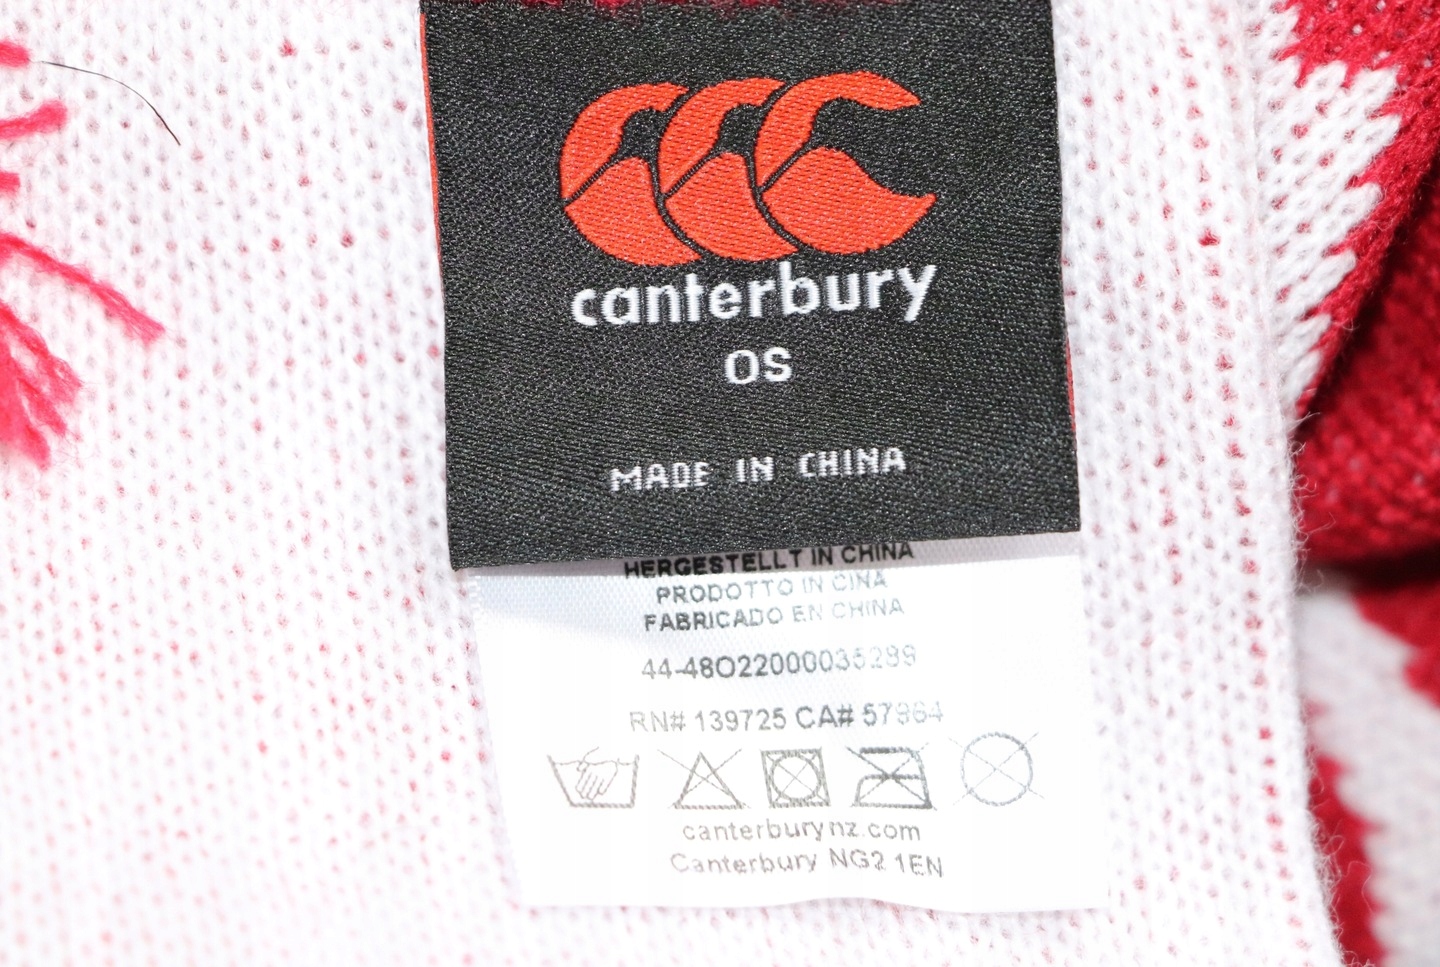 canterbury
OS
MADE IN CHINA
HERGESTELLT IN CHINA
PRODOTTO IN CINA
FABRICADO EN CHINA
44-48O22000035289
RN# 139725 CA# 57964
canterburynz.com
Canterbury NG2 1EN